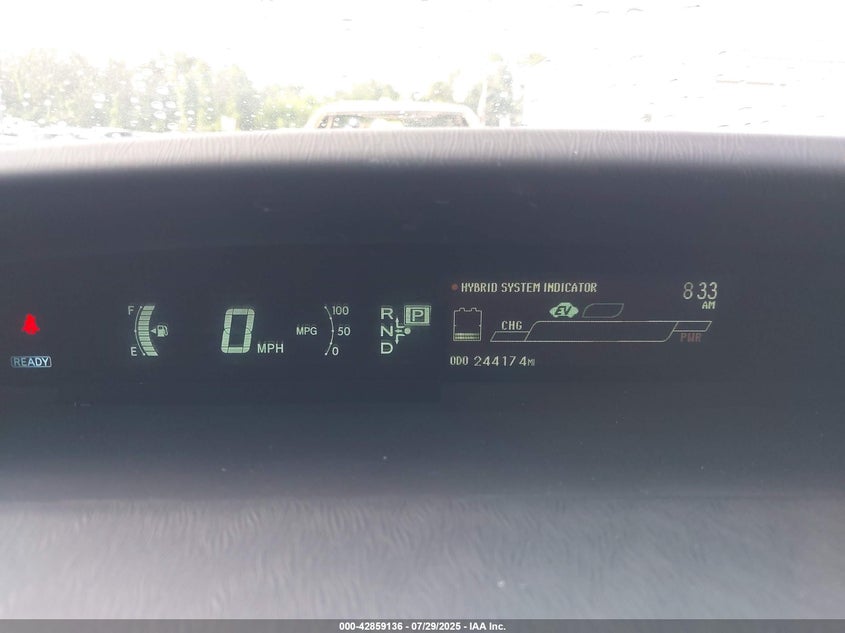 HYBRID SYSTEM INDICATOR
8:33
AM
F
E
0 MPH
MPG
100
50
0
R
N
D
P
EV
CHG
PWR
READY
ODO 244174 MI
000-42859136 - 07/29/2025 - IAA Inc.